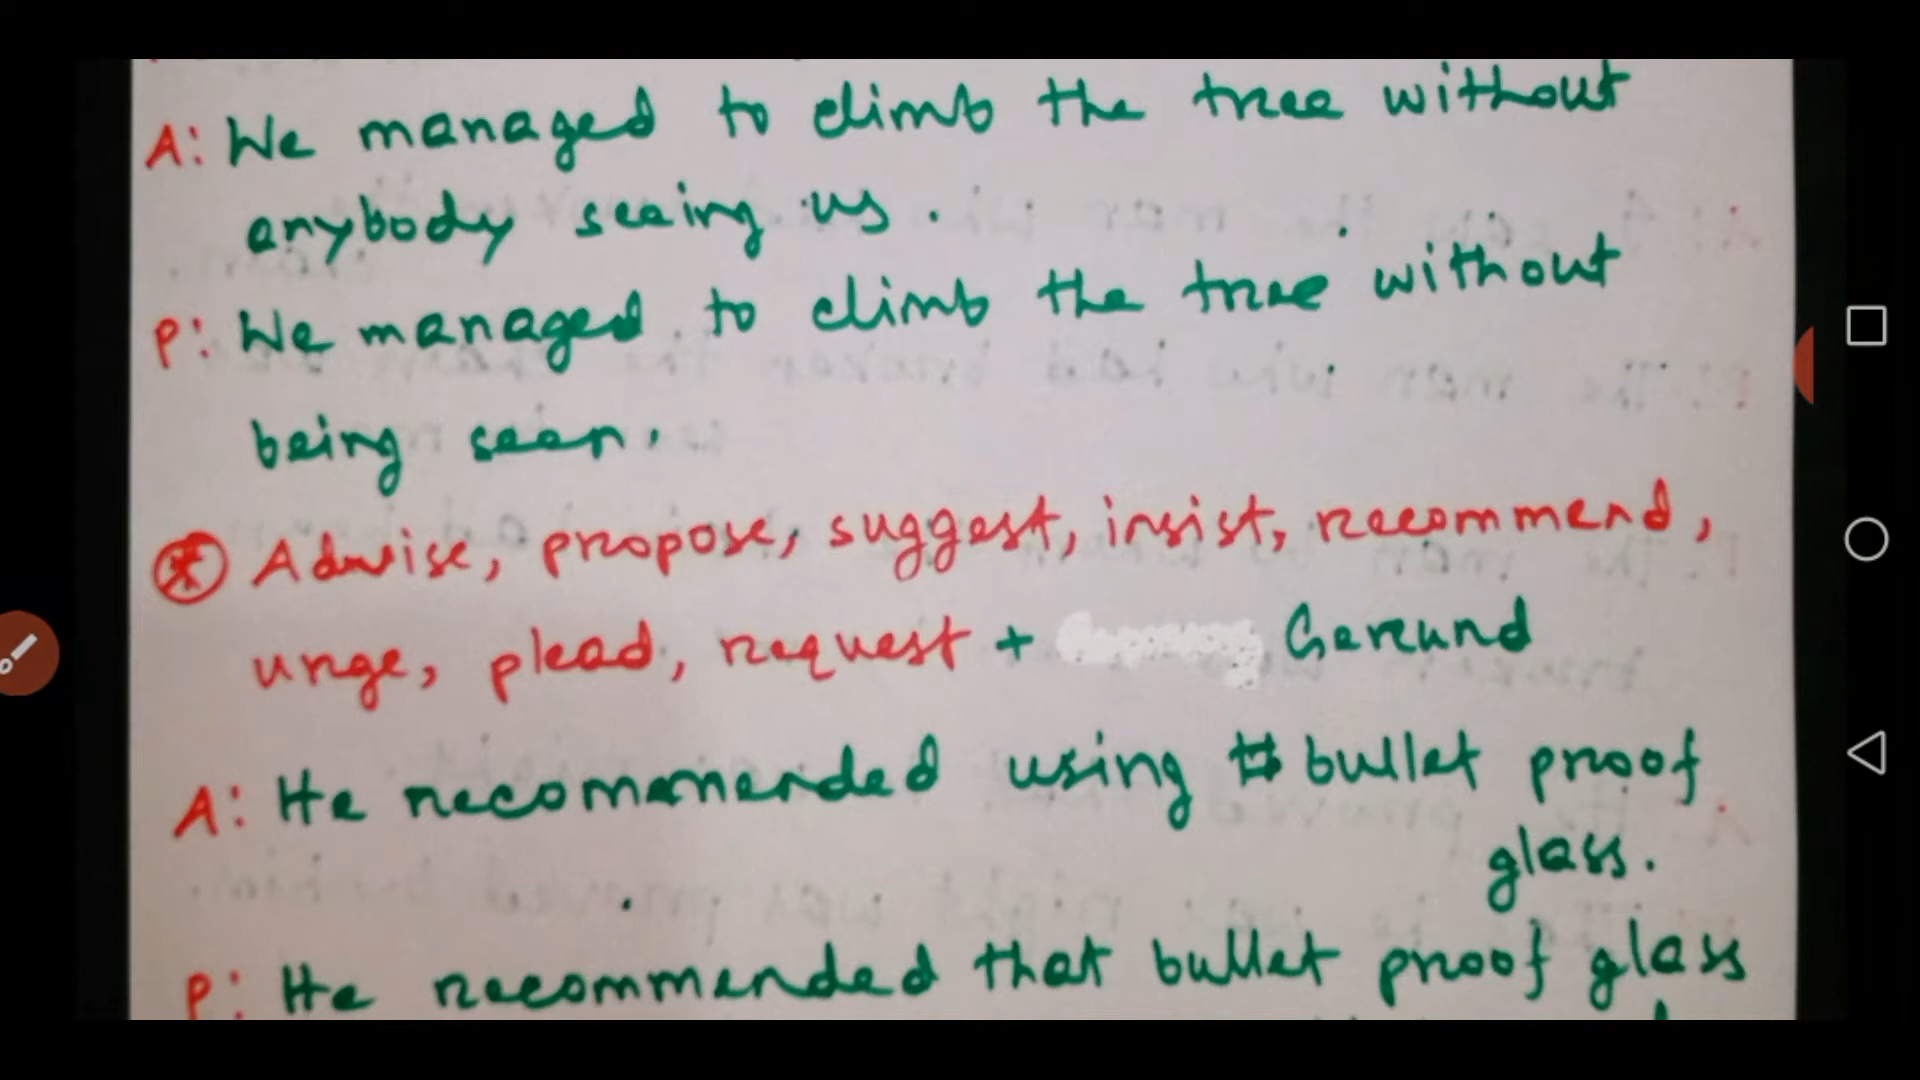 A: We managed to climb the tree without
anybody seeing us.
P: We managed to climb the tree without
being seen.
Advise, propose, suggest, insist, recommend,
urge, plead, request + Gerund
A: He recommended using bullet proof
glass.
P: He recommended that bullet proof glass